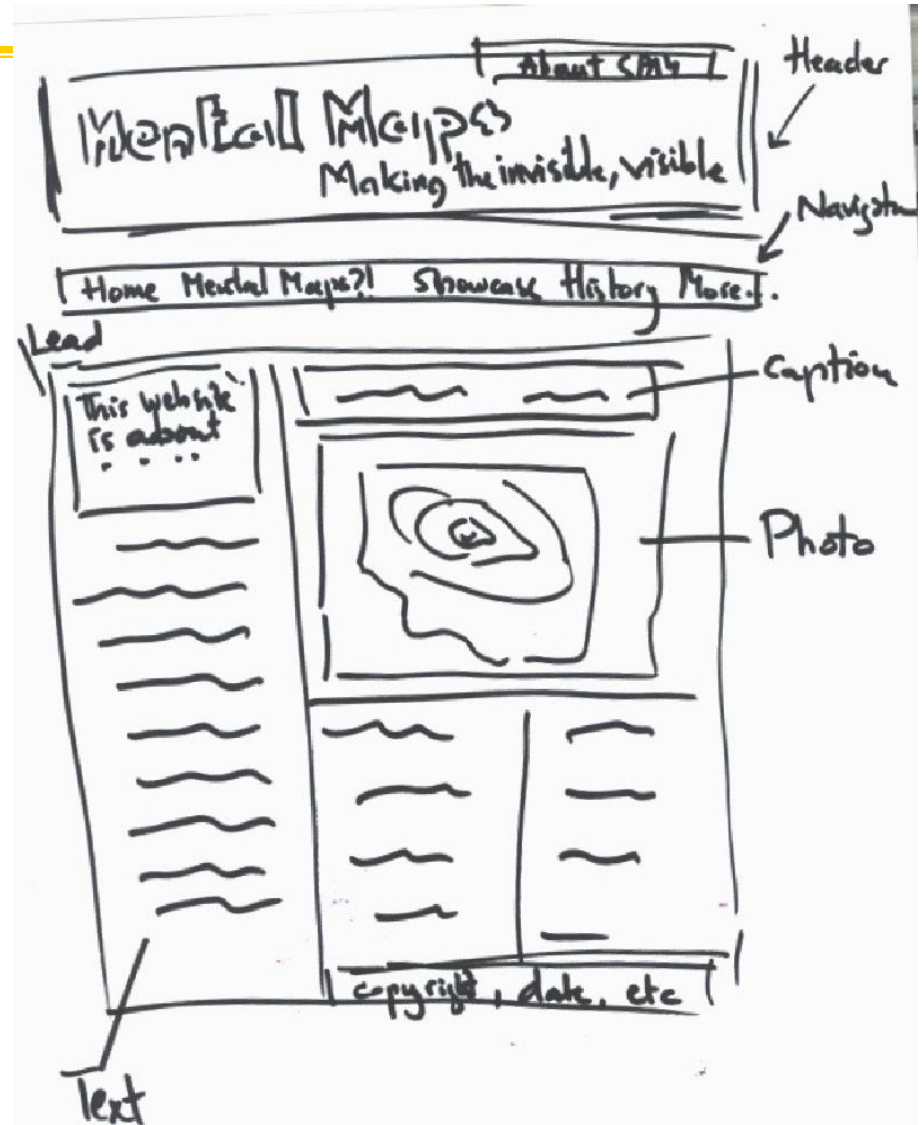 About
Header
Mental Maps
Making the invisible, visible
Navigation
Home Mental Maps?! Showcase History More...
Lead
Caption
This website
is about
. . . .
Photo
copyright, date, etc
Text